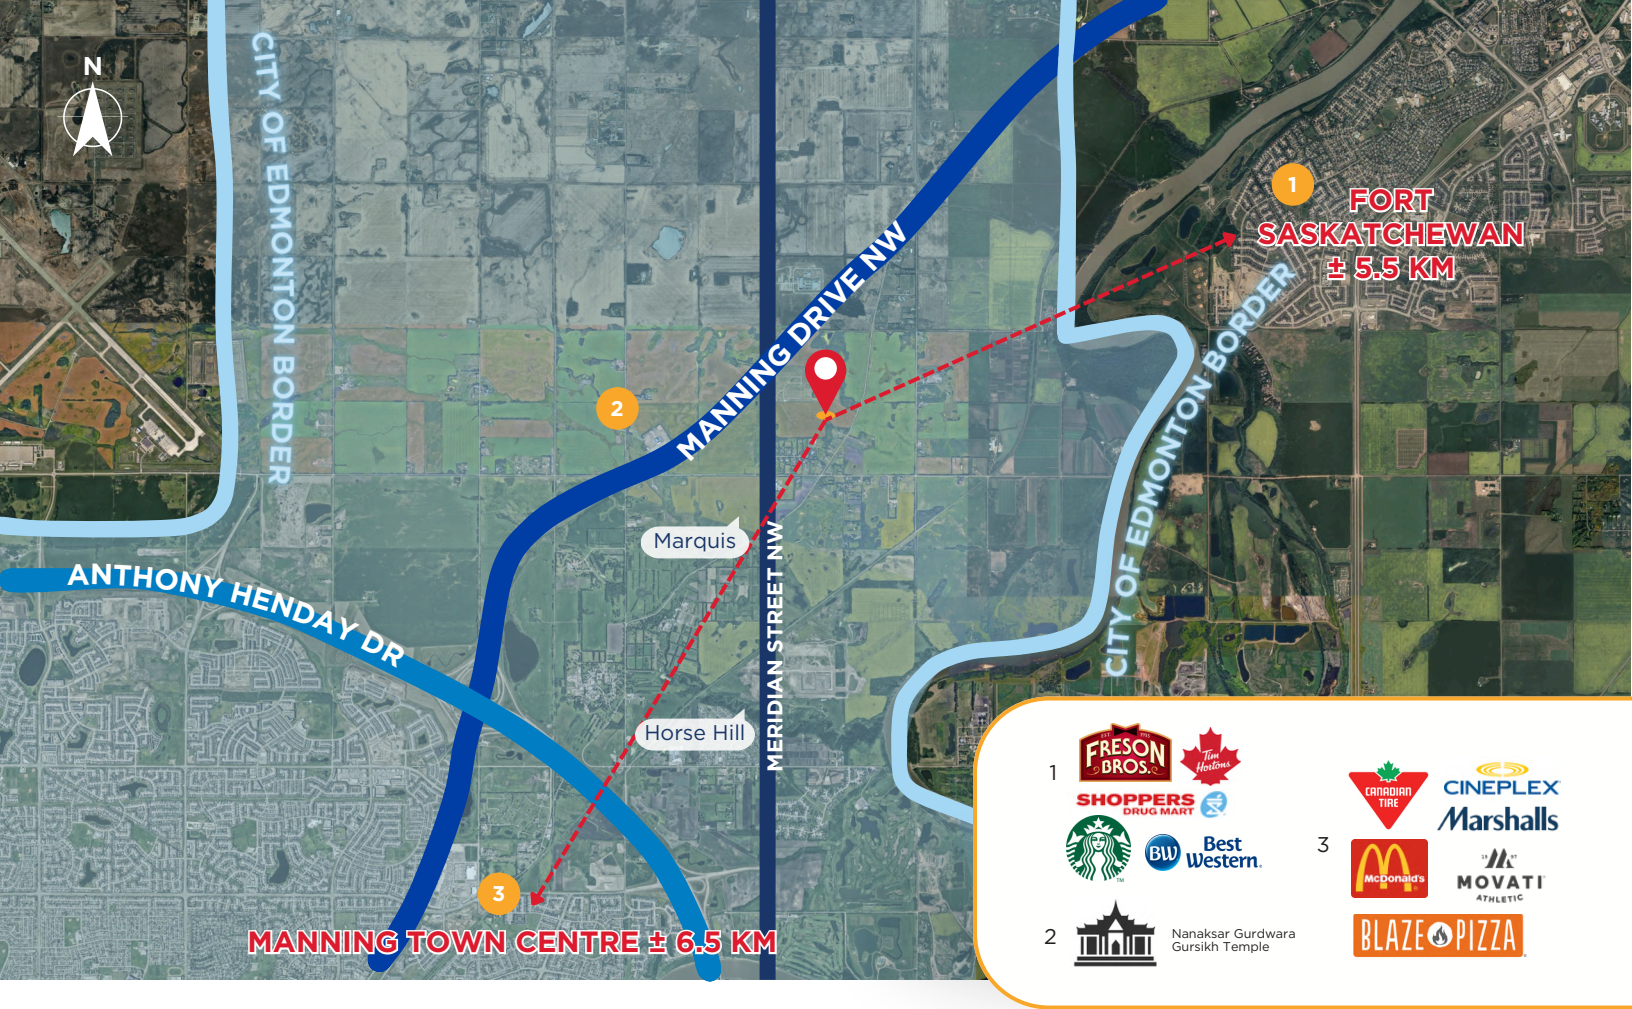 N
CITY OF EDMONTON BORDER
1
FORT
SASKATCHEWAN
± 5.5 KM
MANNING DRIVE NW
CITY OF EDMONTON BORDER
2
Marquis
MERIDIAN STREET NW
ANTHONY HENDAY DR
Horse Hill
3
MANNING TOWN CENTRE ± 6.5 KM
1
FRESON
BROS.
Tim
Hortons
SHOPPERS
DRUG MART
BW
Best
Western
2
Nanaksar Gurdwara
Gursikh Temple
3
CANADIAN
TIRE
CINEPLEX
Marshalls
McDonald's
MOVATI
ATHLETIC
BLAZE PIZZA